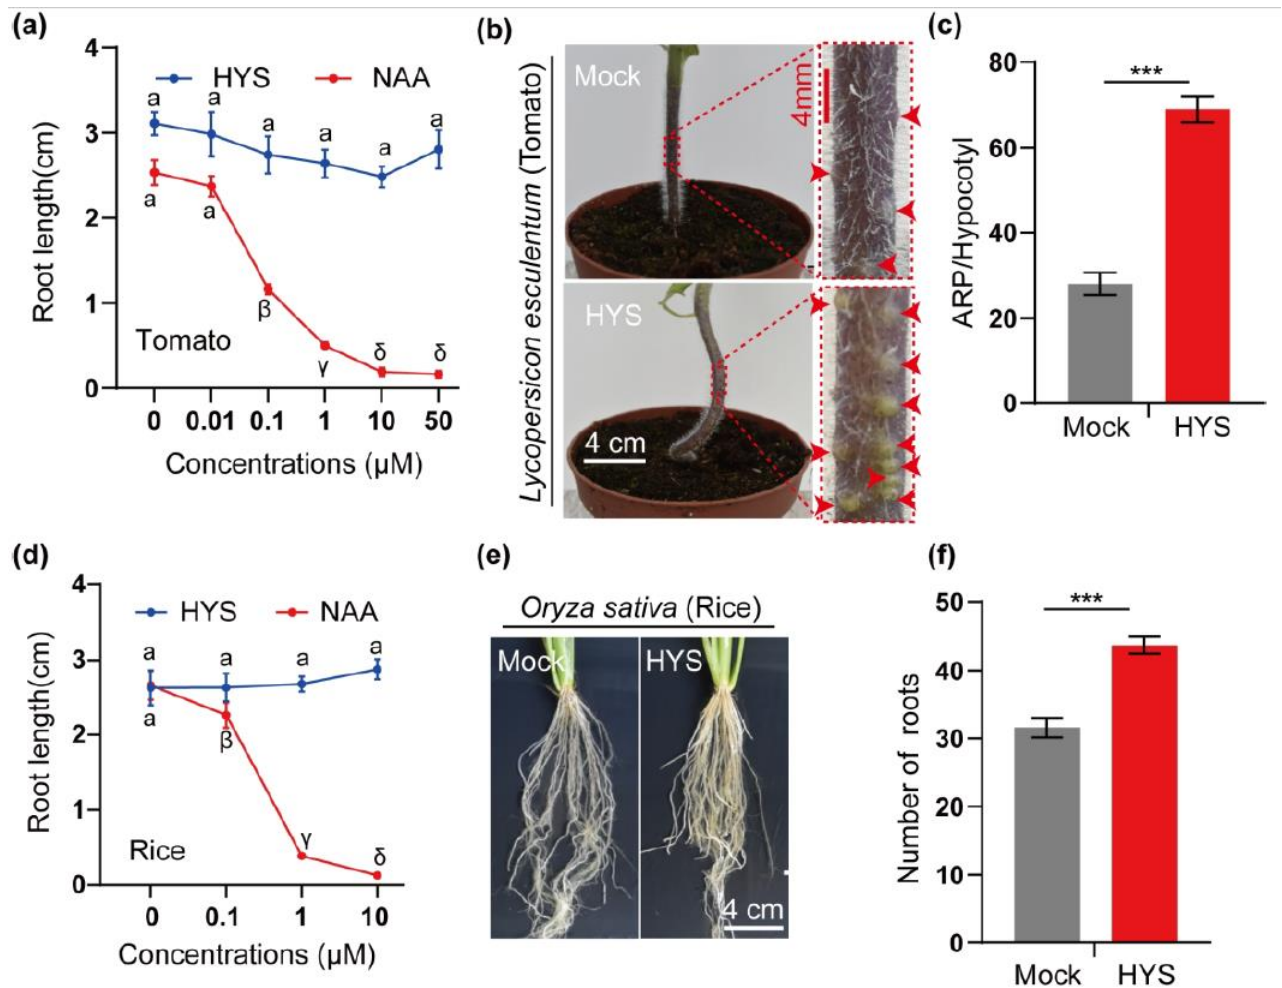 (a)
4
3
2
1
0
Root length(cm)
HYS
NAA
a
a
a
a
a
a
a
a
β
γ
δ
δ
Tomato
0
0.01
0.1
1
10
50
Concentrations (μM)
(b)
Lycopersicon esculentum (Tomato)
Mock
4mm
HYS
4 cm
(c)
80
60
40
20
0
ARP/Hypocotyl
***
Mock
HYS
(d)
4
3
2
1
0
Root length(cm)
HYS
NAA
a
a
a
a
a
β
γ
δ
Rice
0
0.1
1
10
Concentrations (μM)
(e)
Oryza sativa (Rice)
Mock
HYS
4 cm
(f)
50
40
30
20
10
0
Number of roots
***
Mock
HYS